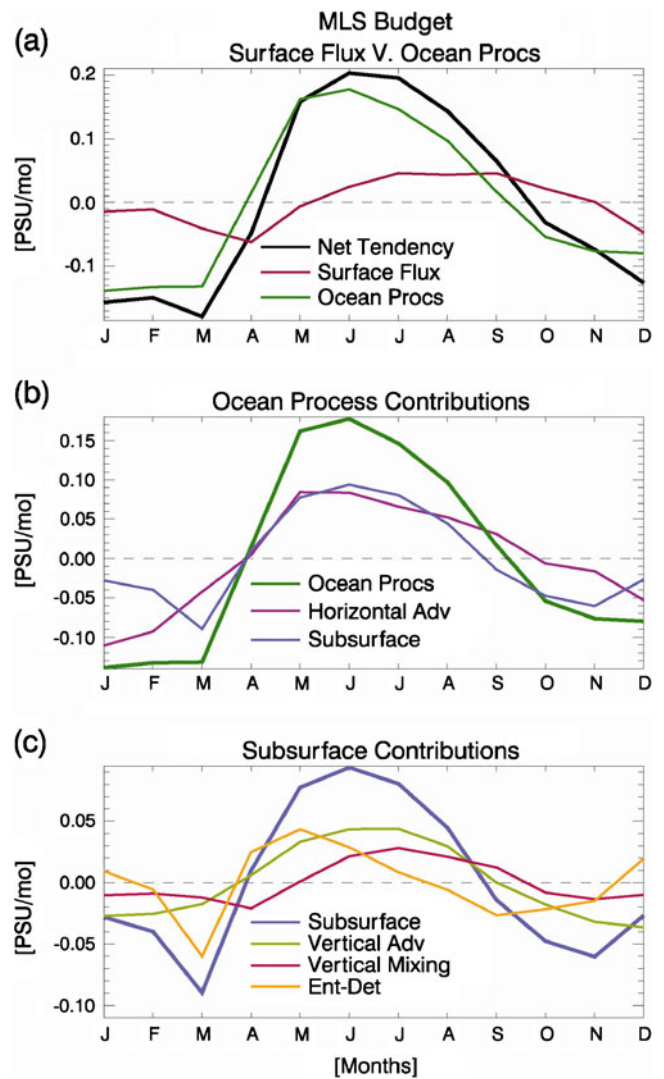 (a)
MLS Budget
Surface Flux V. Ocean Procs
[PSU/mo]
0.2
0.1
0.0
-0.1
Net Tendency
Surface Flux
Ocean Procs
J F M A M J J A S O N D
(b)
Ocean Process Contributions
[PSU/mo]
0.15
0.10
0.05
0.00
-0.05
-0.10
Ocean Procs
Horizontal Adv
Subsurface
J F M A M J J A S O N D
(c)
Subsurface Contributions
[PSU/mo]
0.05
0.00
-0.05
-0.10
Subsurface
Vertical Adv
Vertical Mixing
Ent-Det
J F M A M J J A S O N D
[Months]